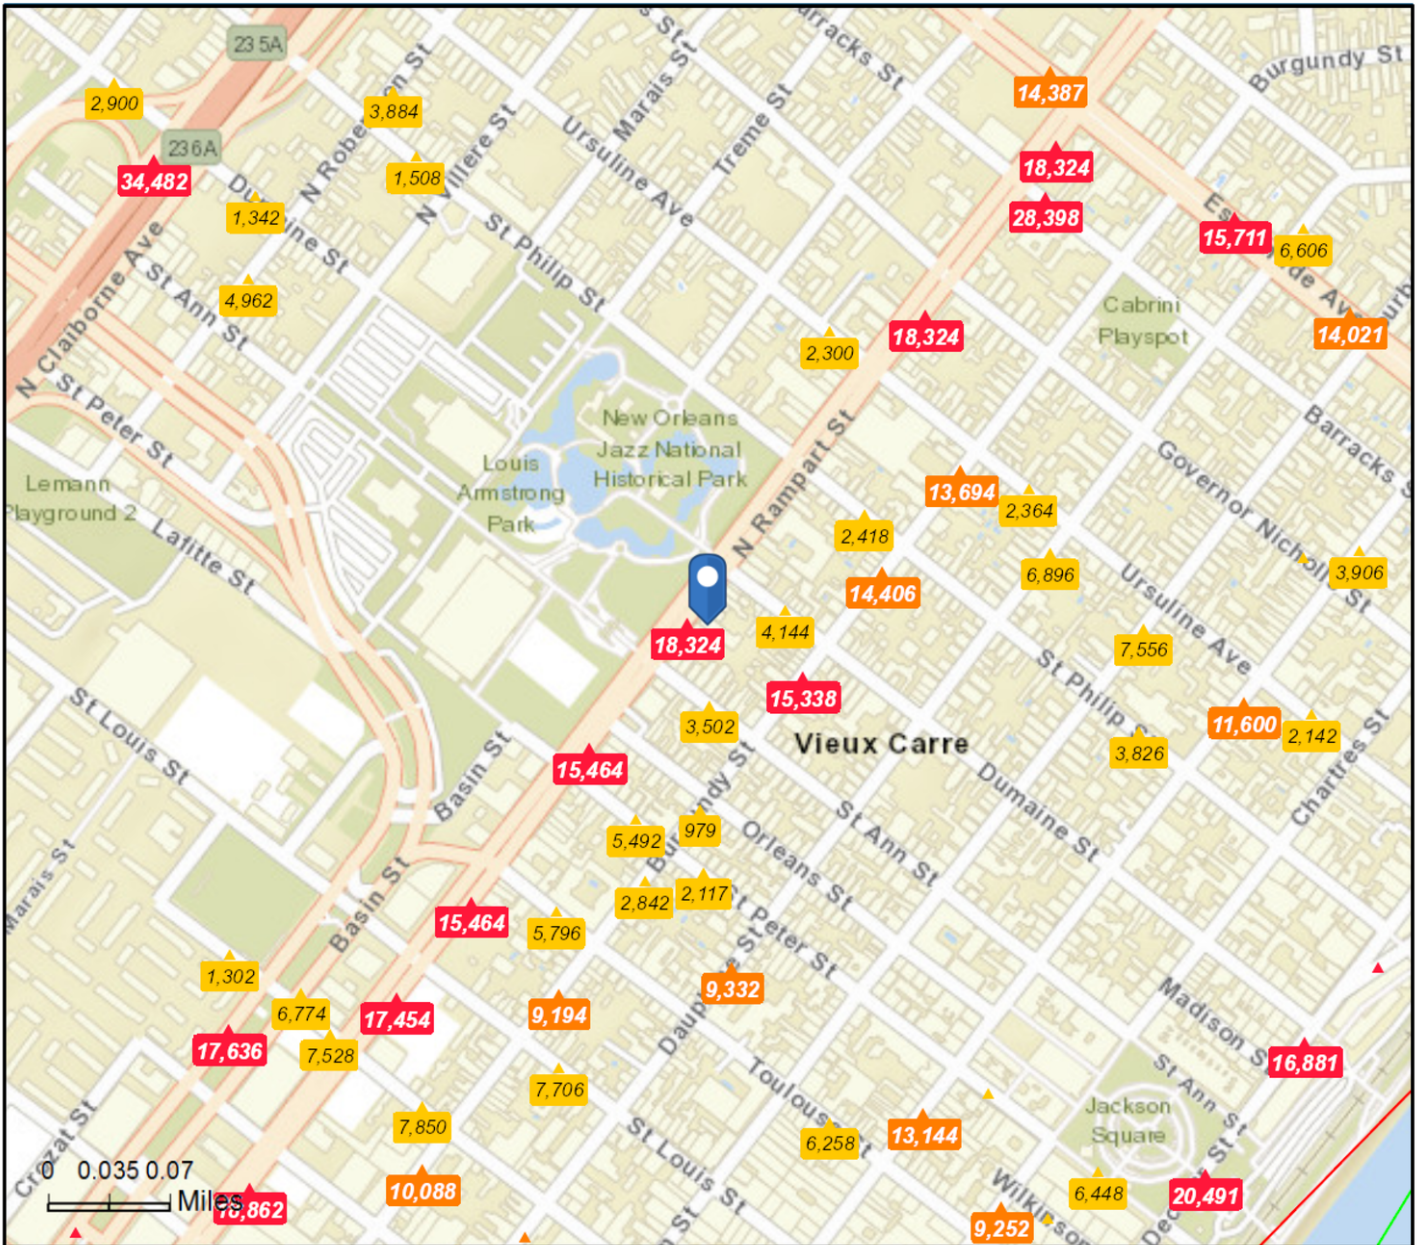 23 5A
Burgundy St
Barracks St
Marais St
14,387
2,900
3,884
236A
N Villere St
Ursuline Ave
Treme St
34,482
1,508
18,324
1,342
28,398
15,711
6,606
Dumaine St
St Philip St
4,962
St Ann St
N Claiborne Ave
Cabrini
Playspot
14,021
18,324
2,300
St Peter St
New Orleans
Jazz National
Historical Park
Louis
Armstrong
Park
Lemann
Playground 2
Lafitte St
N Rampart St
Barracks S
Governor Nicholls St
13,694
2,364
2,418
6,896
3,906
14,406
Ursuline Ave
4,144
18,324
7,556
15,338
St Philip
3,502
Vieux Carre
11,600
2,142
3,826
St Louis St
15,464
Basin St
Dumaine St
Chartres St
5,492
979
Orleans St
St Ann St
Marais St
2,842
2,117
St Peter St
15,464
5,796
Basin St
1,302
9,332
6,774
17,454
9,194
Madison S
17,636
7,528
16,881
7,706
Toulouse St
St Ann St
7,850
Jackson
Square
6,258
13,144
St Louis St
0 0.035 0.07
Miles
10,088
6,448
20,491
Wilkinson
9,252